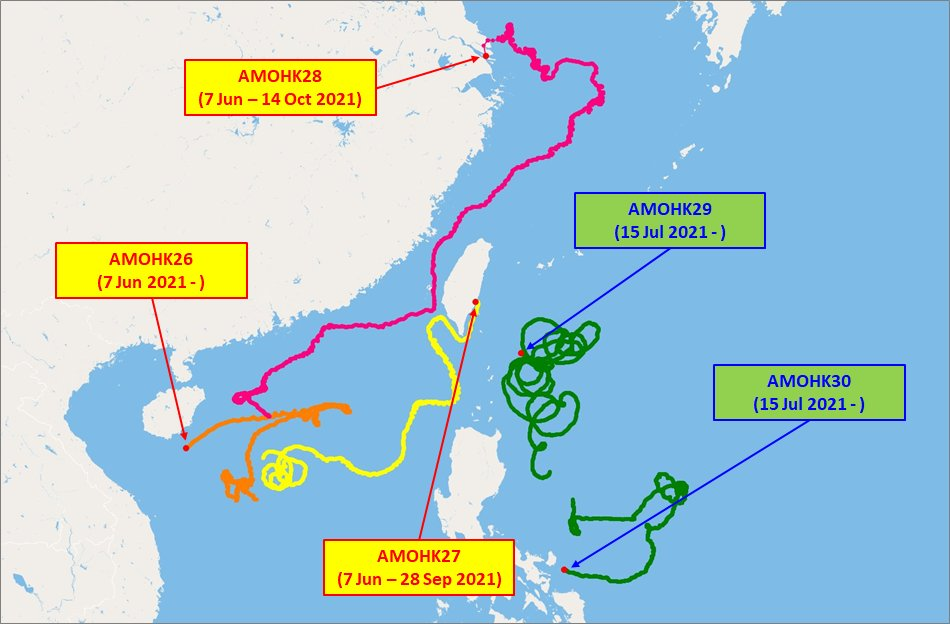 AMOHK28
(7 Jun – 14 Oct 2021)
AMOHK29
(15 Jul 2021 - )
AMOHK26
(7 Jun 2021 - )
AMOHK30
(15 Jul 2021 - )
AMOHK27
(7 Jun – 28 Sep 2021)